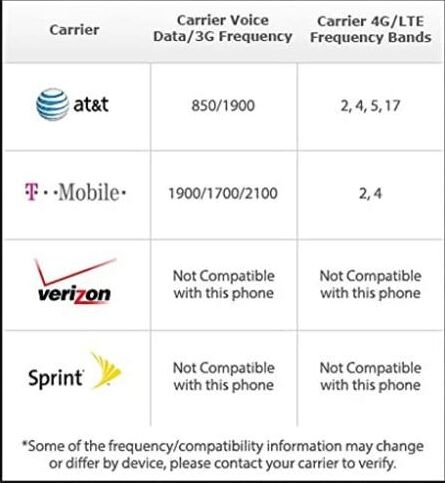 Carrier
Carrier Voice
Data/3G Frequency
Carrier 4G/LTE
Frequency Bands
at&t
850/1900
2, 4, 5, 17
T··Mobile·
1900/1700/2100
2, 4
verizon
Not Compatible
with this phone
Not Compatible
with this phone
Sprint
Not Compatible
with this phone
Not Compatible
with this phone
*Some of the frequency/compatibility information may change
or differ by device, please contact your carrier to verify.